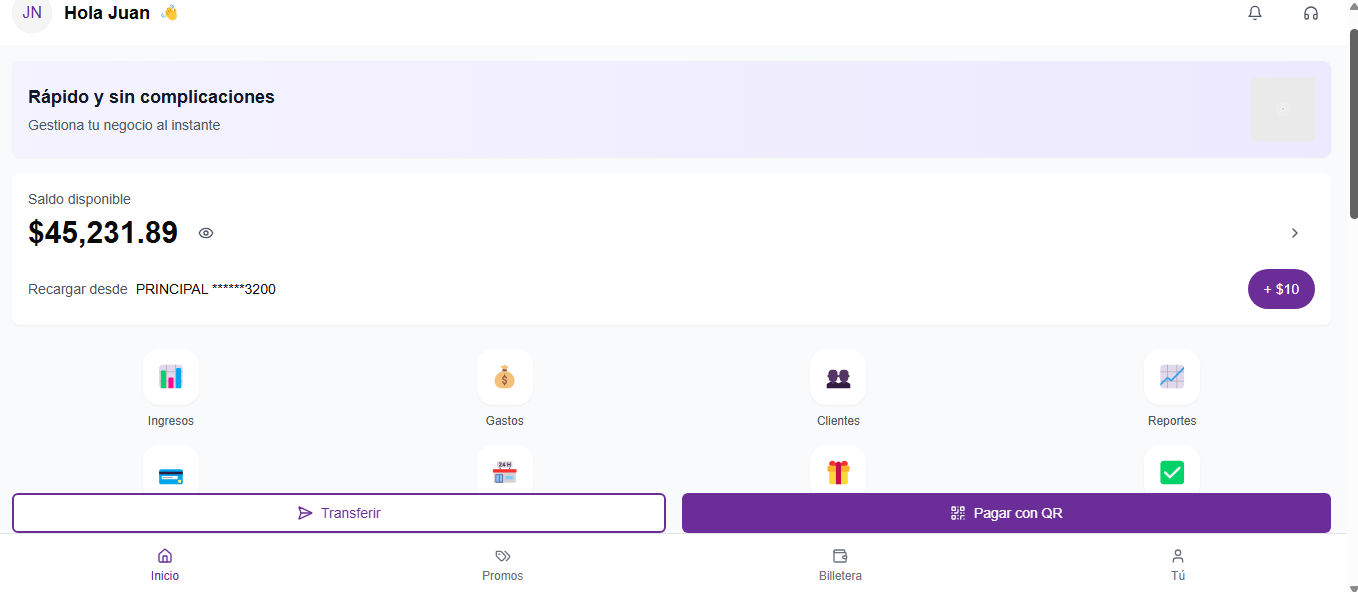 JN
Hola Juan 👋
Rápido y sin complicaciones
Gestiona tu negocio al instante
Saldo disponible
$45,231.89
Recargar desde PRINCIPAL ******3200
+ $10
Ingresos
Gastos
Clientes
Reportes
24H
Transferir
Pagar con QR
Inicio
Promos
Billetera
Tú